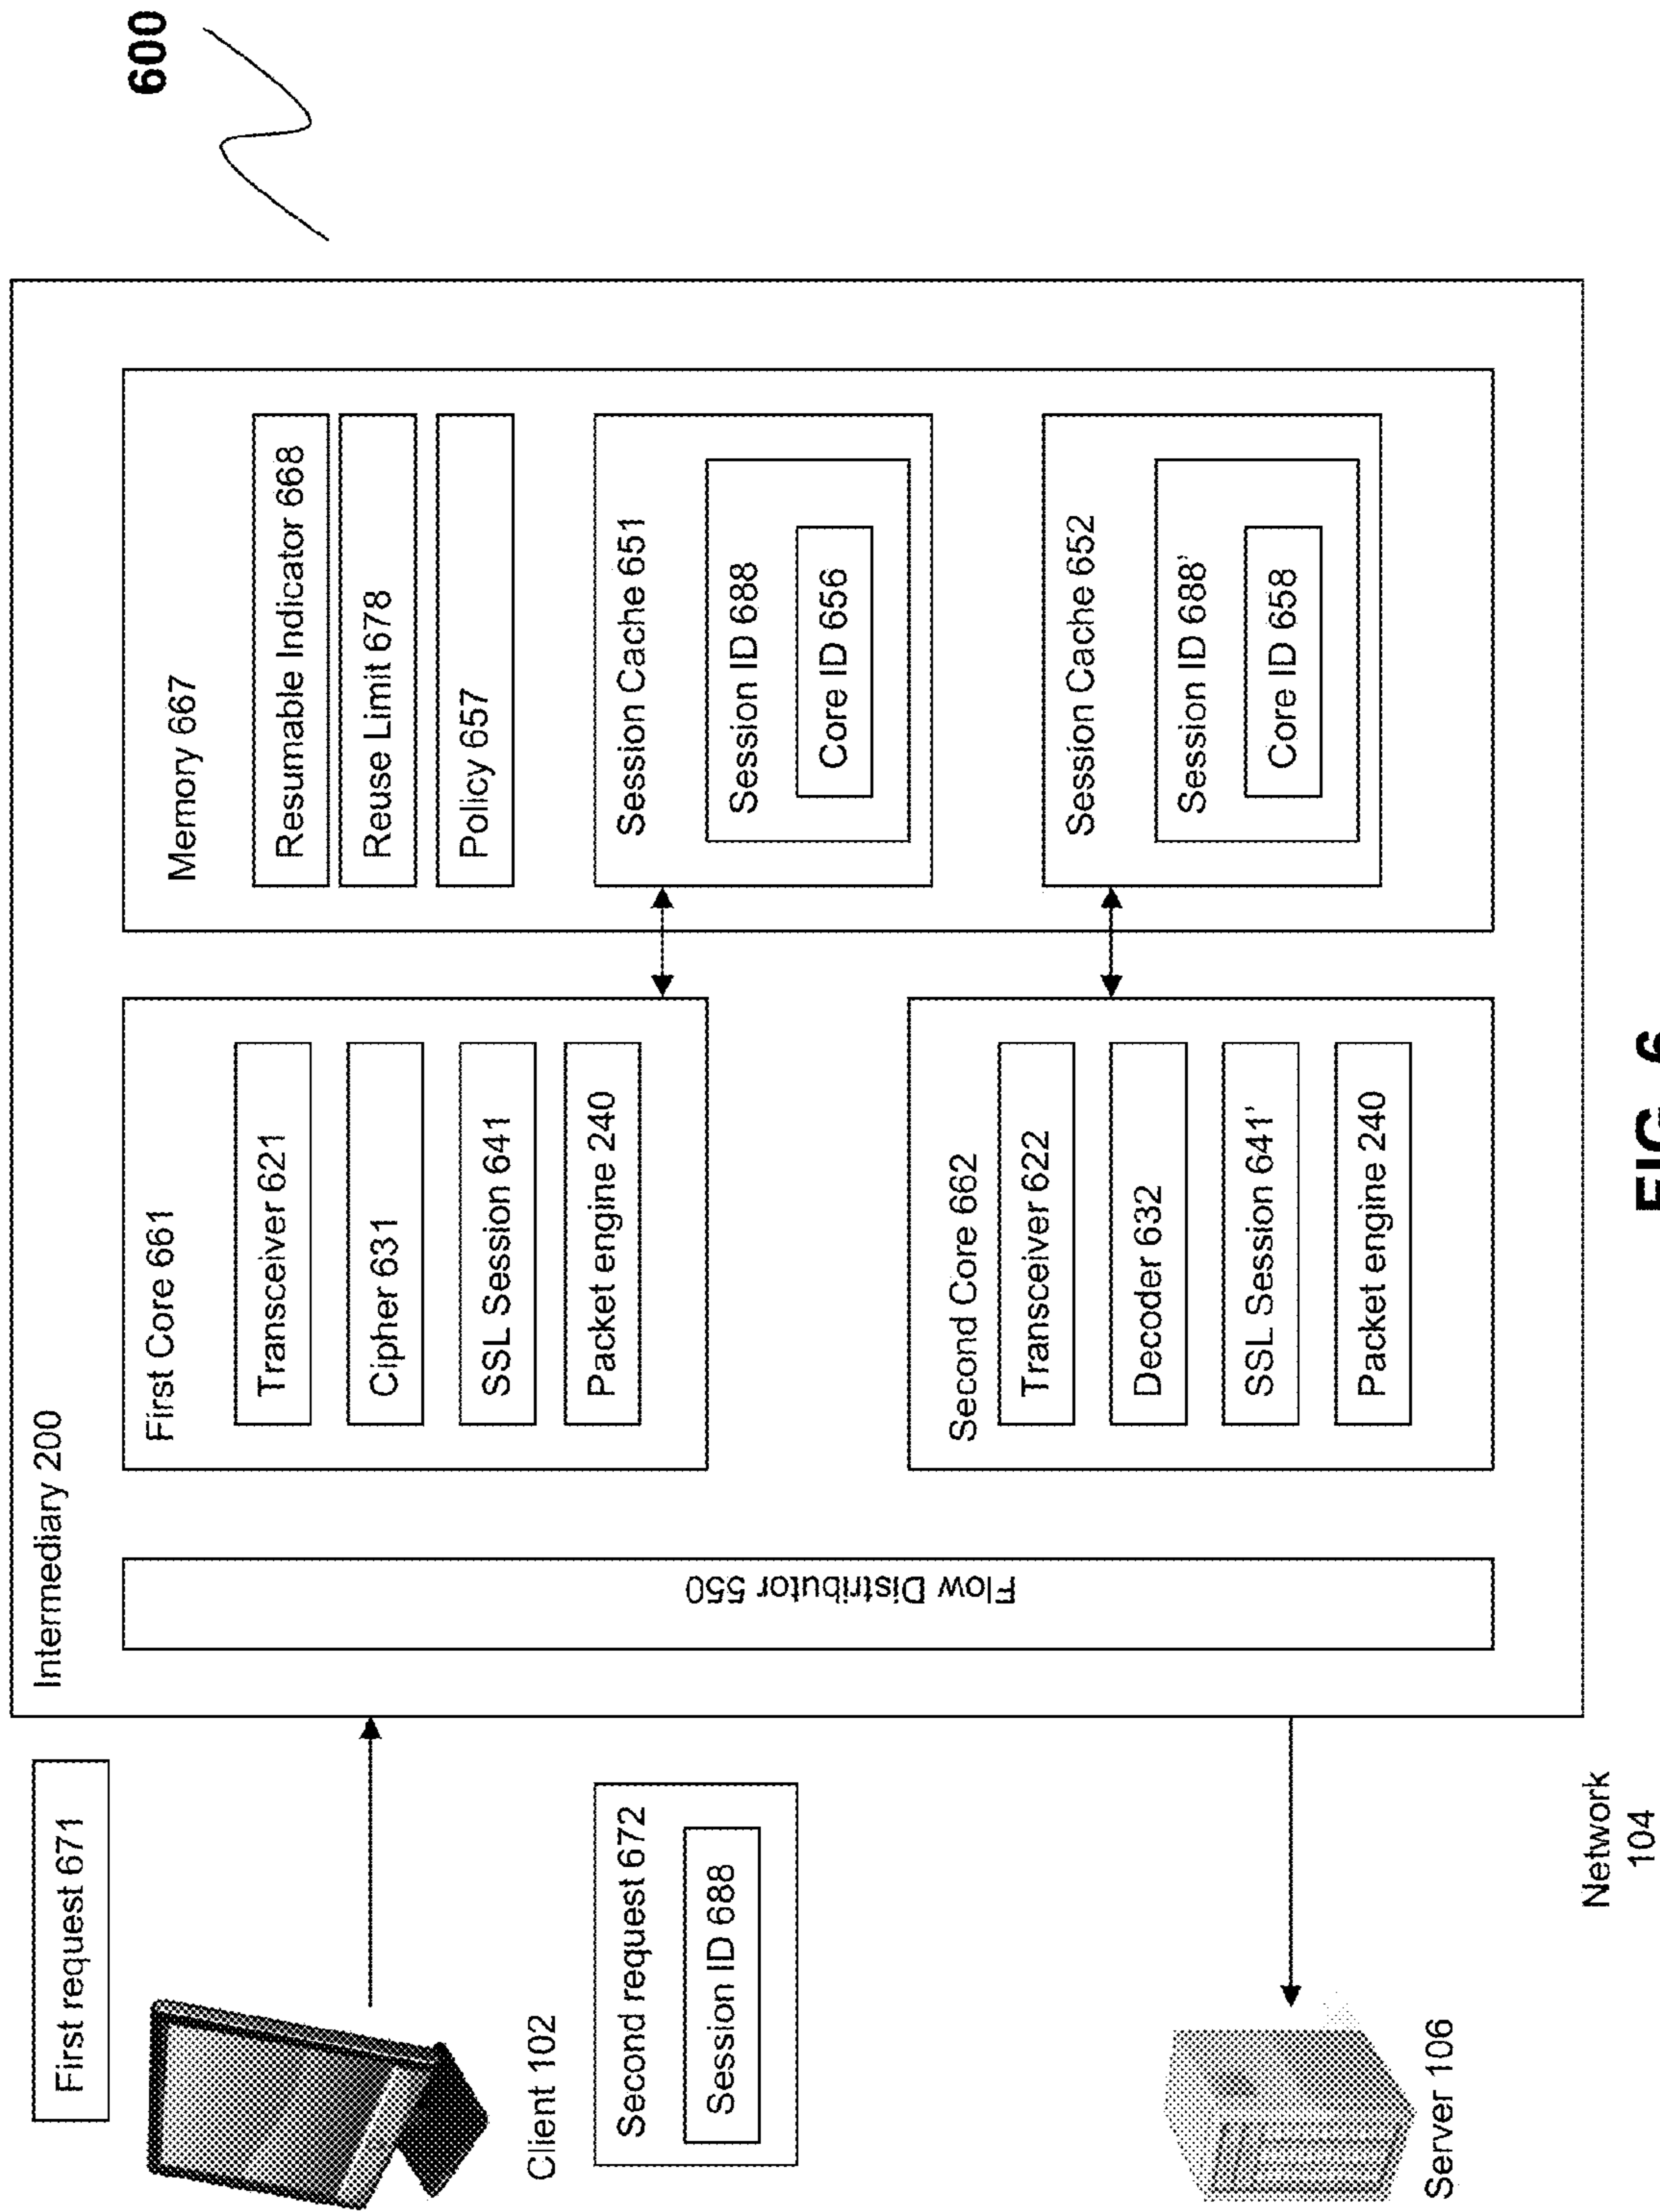 600
First request 671
Client 102
Second request 672
Session ID 688
Server 106
Network
104
Intermediary 200
Flow Distributor 550
First Core 661
Transceiver 621
Cipher 631
SSL Session 641
Packet engine 240
Second Core 662
Transceiver 622
Decoder 632
SSL Session 641'
Packet engine 240
Memory 667
Resumable Indicator 668
Reuse Limit 678
Policy 657
Session Cache 651
Session ID 688
Core ID 656
Session Cache 652
Session ID 688'
Core ID 658
FIG. 6